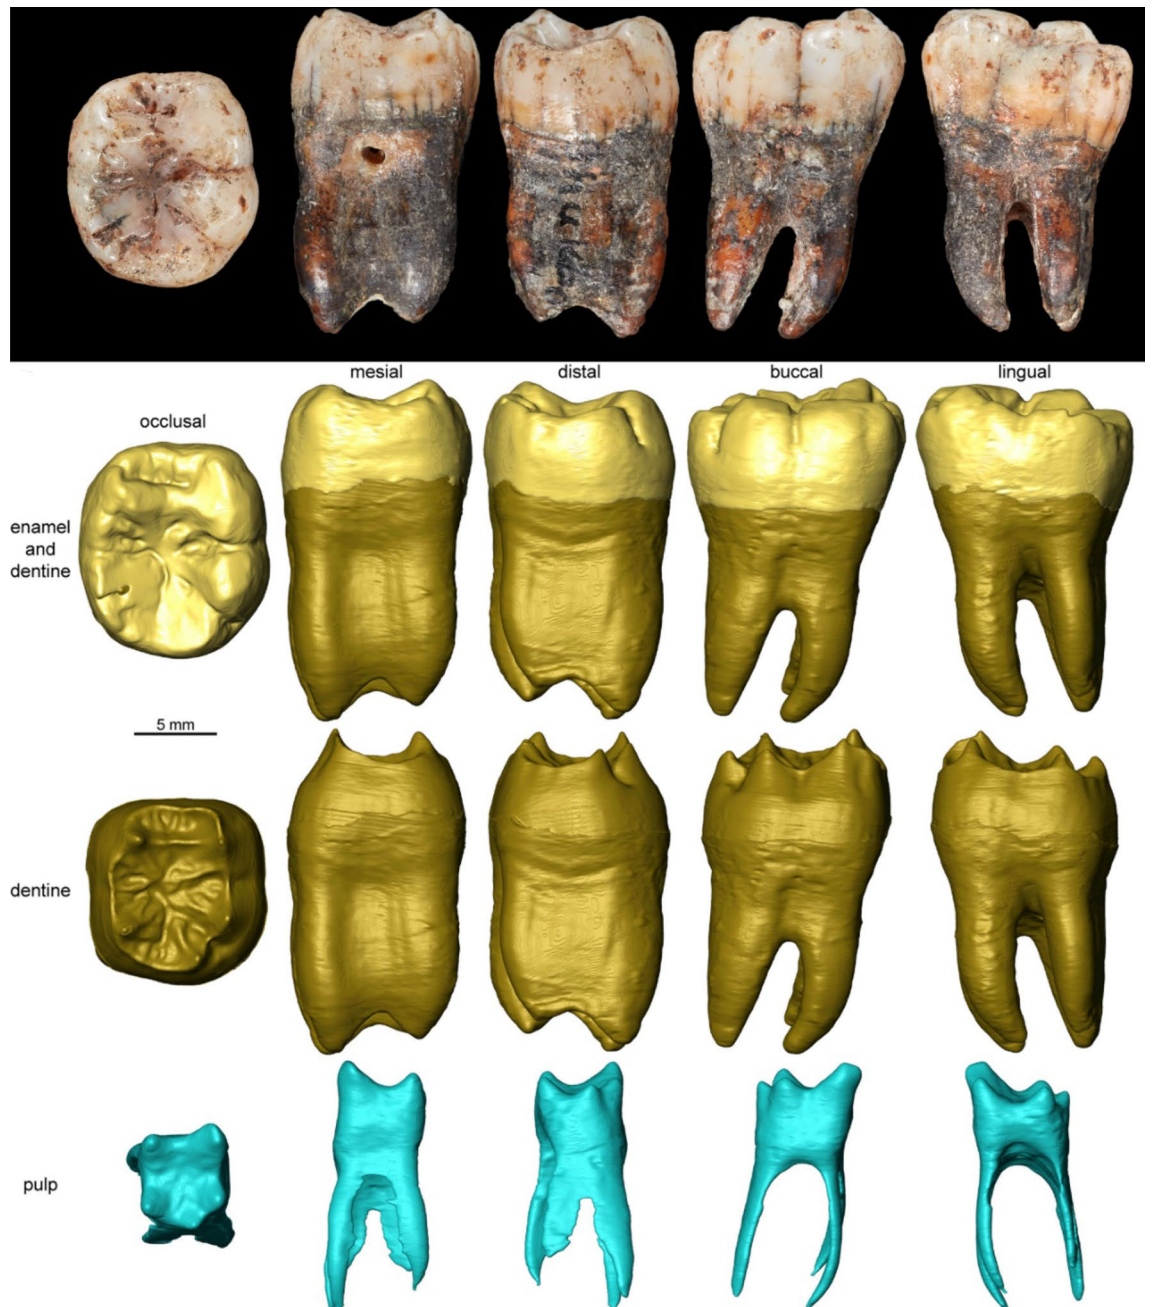 mesial
distal
buccal
lingual
occlusal
enamel
and
dentine
5 mm
dentine
pulp